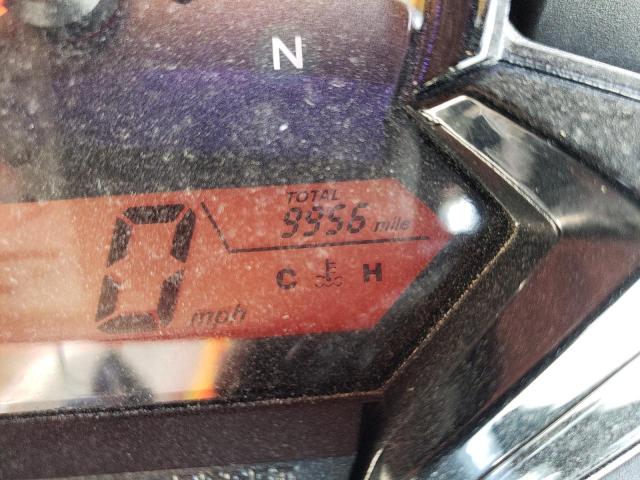 N
TOTAL
9956 mile
0 mph
C H